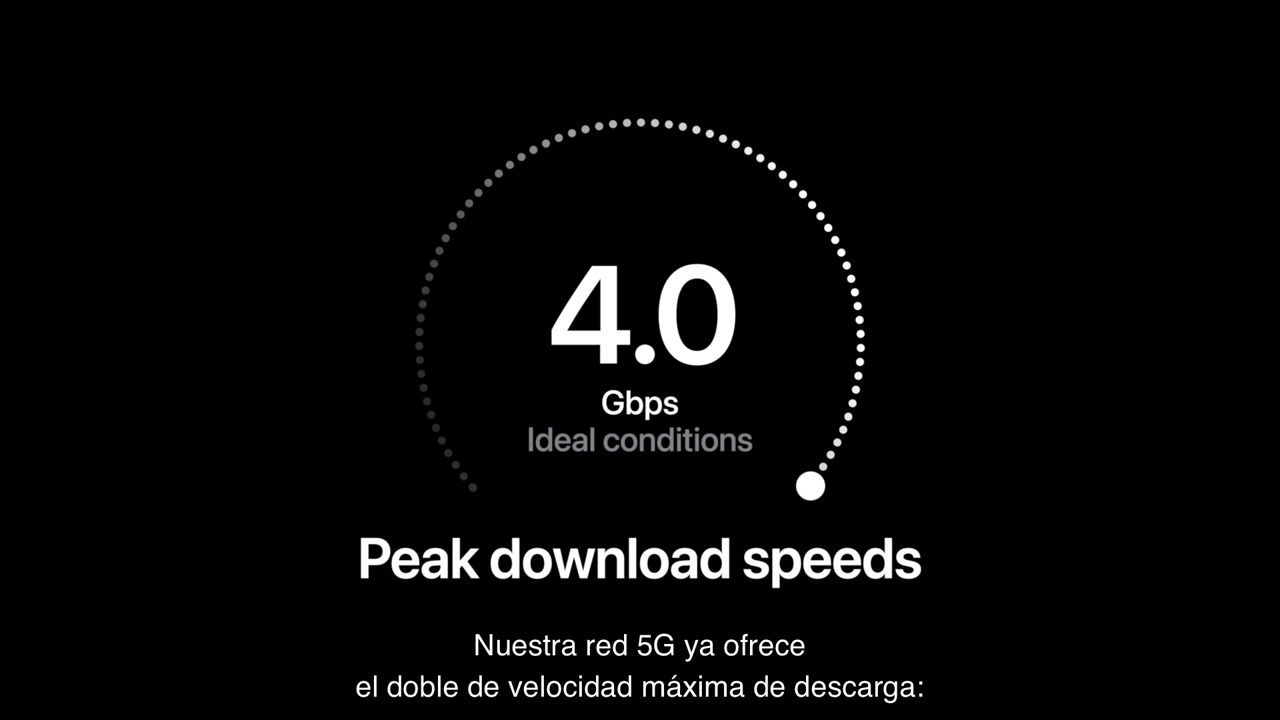 4.0
Gbps
Ideal conditions
Peak download speeds
Nuestra red 5G ya ofrece
el doble de velocidad máxima de descarga: